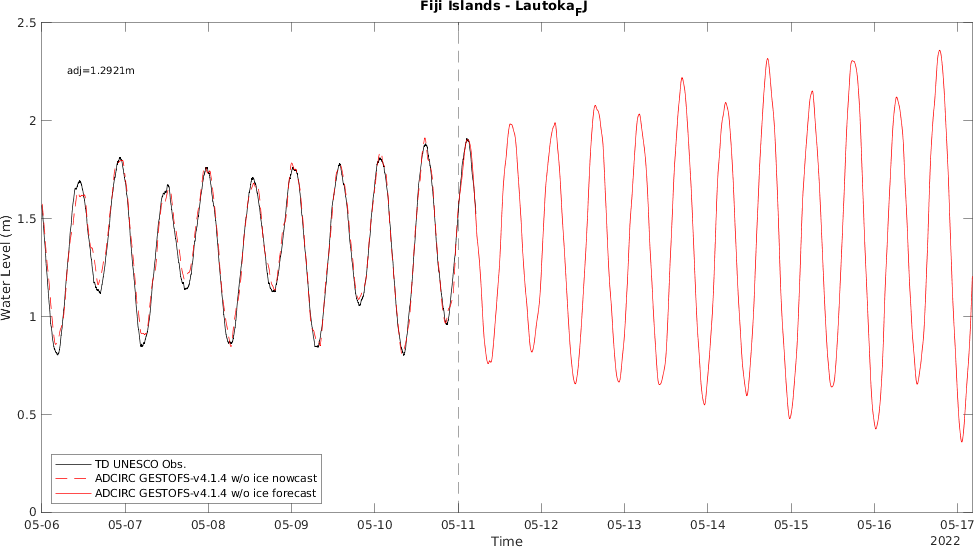 Fiji Islands - Lautoka_FJ
adj=1.2921m
2.5
2
1.5
1
0.5
0
Water Level (m)
TD UNESCO Obs.
ADCIRC GESTOFS-v4.1.4 w/o ice nowcast
ADCIRC GESTOFS-v4.1.4 w/o ice forecast
05-06 05-07 05-08 05-09 05-10 05-11 05-12 05-13 05-14 05-15 05-16 05-17
Time
2022